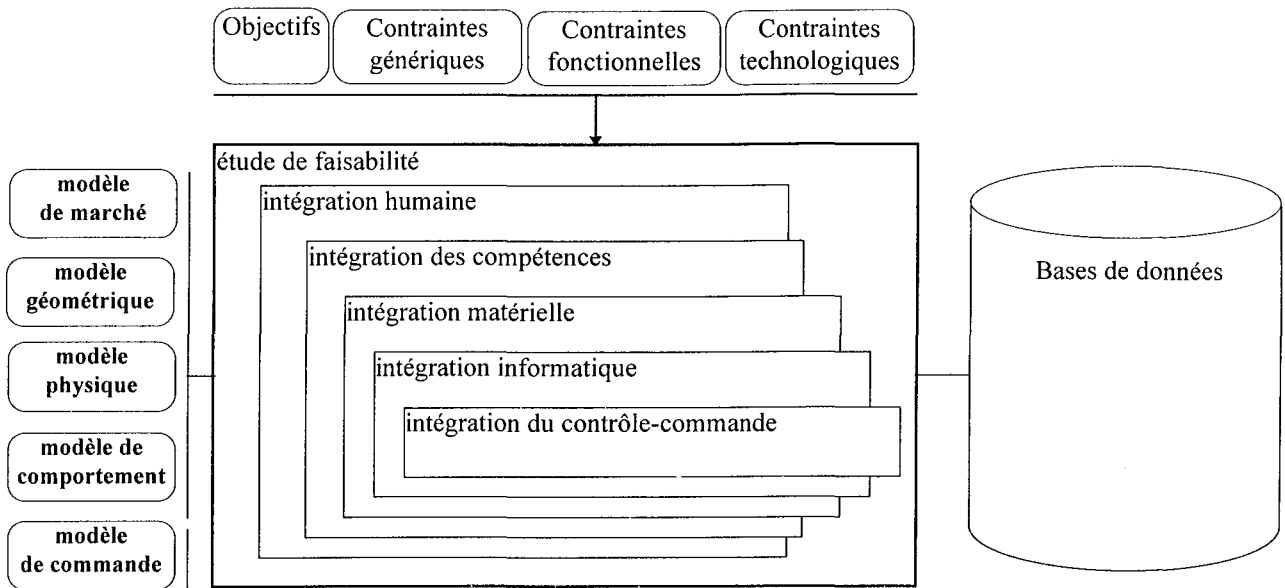 Objectifs
Contraintes
génériques
Contraintes
fonctionnelles
Contraintes
technologiques
étude de faisabilité
intégration humaine
intégration des compétences
intégration matérielle
intégration informatique
intégration du contrôle-commande
modèle
de marché
modèle
géométrique
modèle
physique
modèle de
comportement
modèle
de commande
Bases de données